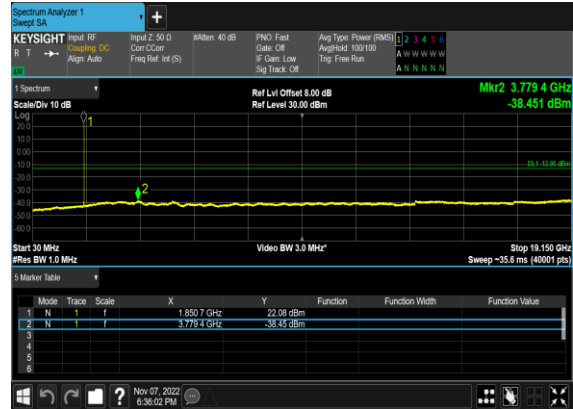 Spectrum Analyzer 1
Swept SA
KEYSIGHT Input: RF Input Z: 50 Ω #Atten: 40 dB PNO: Fast Avg Type: Power (RMS) 1 2 3 4 5 6
R T Coupling: DC Corr CCorr Gate: Off Avg|Hold: 100/100 A W W W W W
Align: Auto Freq Ref: Int (S) IF Gain: Low Trig: Free Run
Sig Track: Off A N N N N N
1 Spectrum Ref Lvl Offset 8.00 dB Mkr2 3.779 4 GHz
Scale/Div 10 dB Ref Level 30.00 dBm -38.451 dBm
Log
20.0
10.0
0.00
-10.0
-20.0
-30.0
-40.0
-50.0
-60.0
1
2
DL1 -13.00 dBm
Start 30 MHz Video BW 3.0 MHz* Stop 19.150 GHz
#Res BW 1.0 MHz Sweep ~35.6 ms (40001 pts)
5 Marker Table
Mode Trace Scale X Y Function Function Width Function Value
1 N 1 f 1.850 7 GHz 22.08 dBm
2 N 1 f 3.779 4 GHz -38.45 dBm
3
4
5
6
Nov 07, 2022
6:36:02 PM